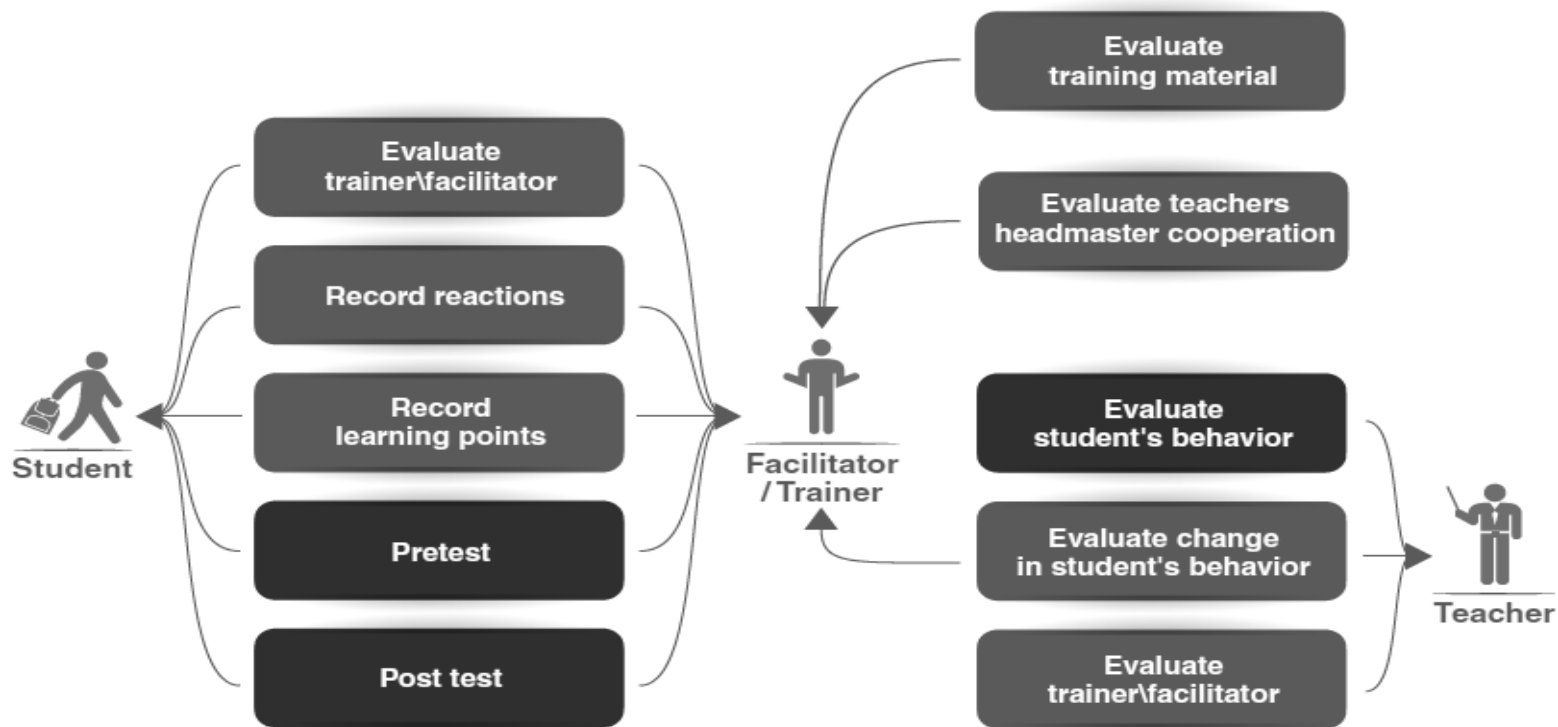 Evaluate
trainer\facilitator
Record reactions
Record
learning points
Pretest
Post test
Student
Facilitator
/ Trainer
Evaluate
training material
Evaluate teachers
headmaster cooperation
Evaluate
student's behavior
Evaluate change
in student's behavior
Evaluate
trainer\facilitator
Teacher